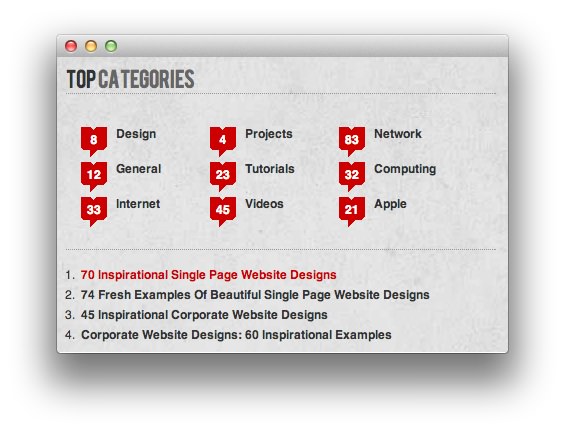 TOP CATEGORIES
8 Design 4 Projects 83 Network
12 General 23 Tutorials 32 Computing
33 Internet 45 Videos 21 Apple
1. 70 Inspirational Single Page Website Designs
2. 74 Fresh Examples Of Beautiful Single Page Website Designs
3. 45 Inspirational Corporate Website Designs
4. Corporate Website Designs: 60 Inspirational Examples